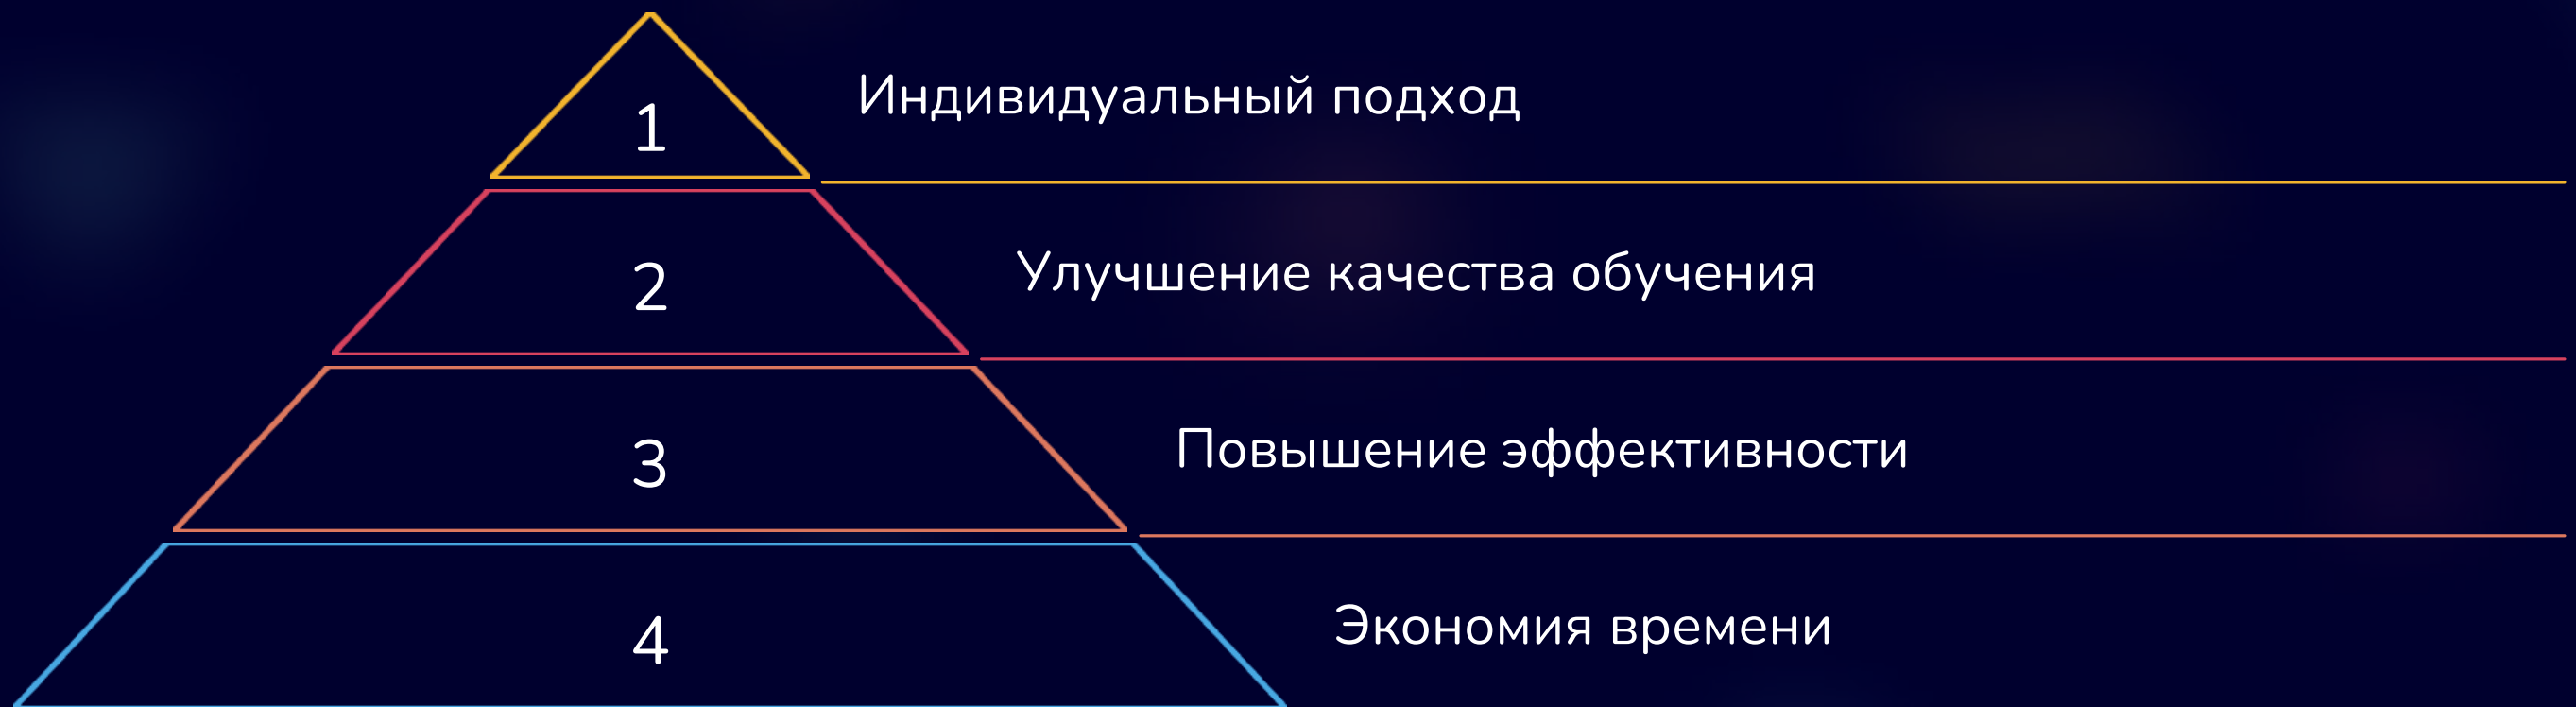 1
Индивидуальный подход
2
Улучшение качества обучения
3
Повышение эффективности
4
Экономия времени